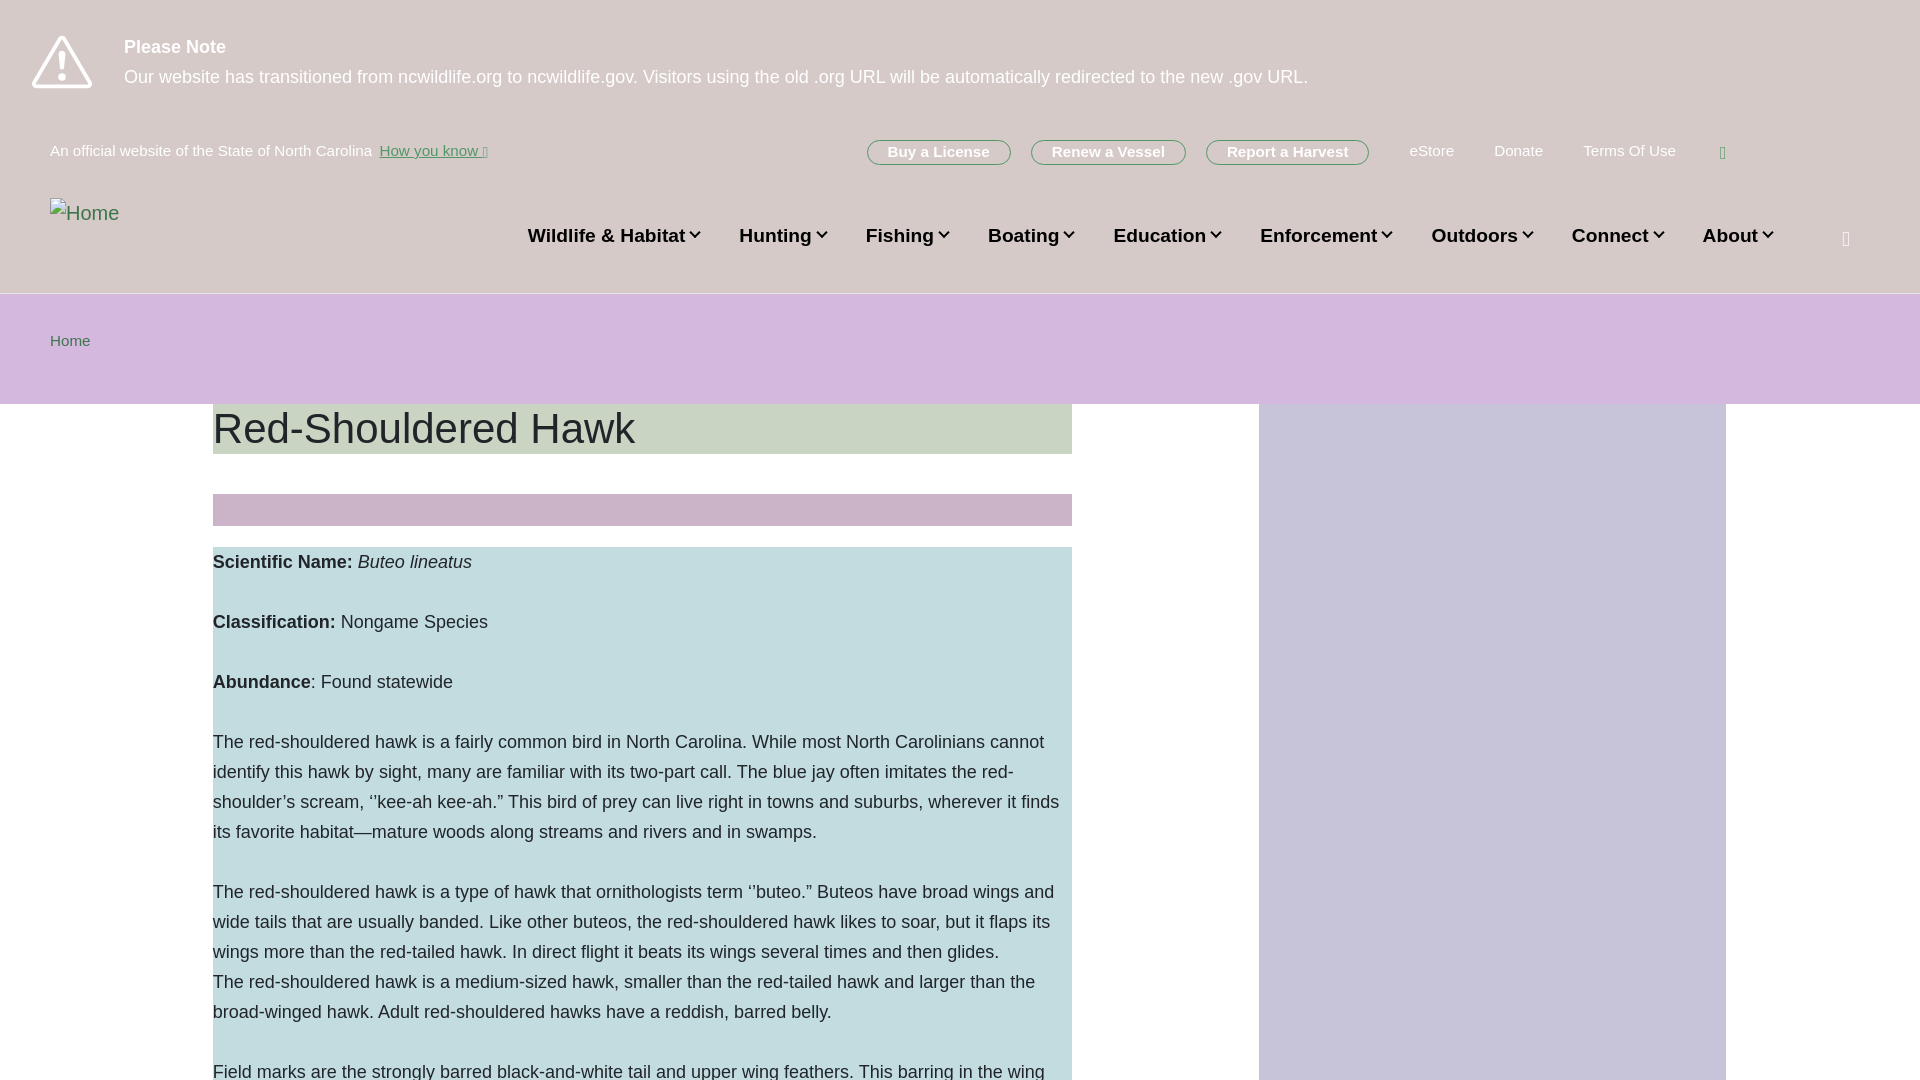 Please Note
Our website has transitioned from ncwildlife.org to ncwildlife.gov. Visitors using the old .org URL will be automatically redirected to the new .gov URL.
An official website of the State of North Carolina How you know
Buy a License Renew a Vessel Report a Harvest eStore Donate Terms Of Use
Home
Wildlife & Habitat Hunting Fishing Boating Education Enforcement Outdoors Connect About
Home
Red-Shouldered Hawk
Scientific Name: Buteo lineatus
Classification: Nongame Species
Abundance: Found statewide
The red-shouldered hawk is a fairly common bird in North Carolina. While most North Carolinians cannot
identify this hawk by sight, many are familiar with its two-part call. The blue jay often imitates the red-
shoulder’s scream, ‘’kee-ah kee-ah.” This bird of prey can live right in towns and suburbs, wherever it finds
its favorite habitat—mature woods along streams and rivers and in swamps.
The red-shouldered hawk is a type of hawk that ornithologists term ‘’buteo.” Buteos have broad wings and
wide tails that are usually banded. Like other buteos, the red-shouldered hawk likes to soar, but it flaps its
wings more than the red-tailed hawk. In direct flight it beats its wings several times and then glides.
The red-shouldered hawk is a medium-sized hawk, smaller than the red-tailed hawk and larger than the
broad-winged hawk. Adult red-shouldered hawks have a reddish, barred belly.
Field marks are the strongly barred black-and-white tail and upper wing feathers. This barring in the wing